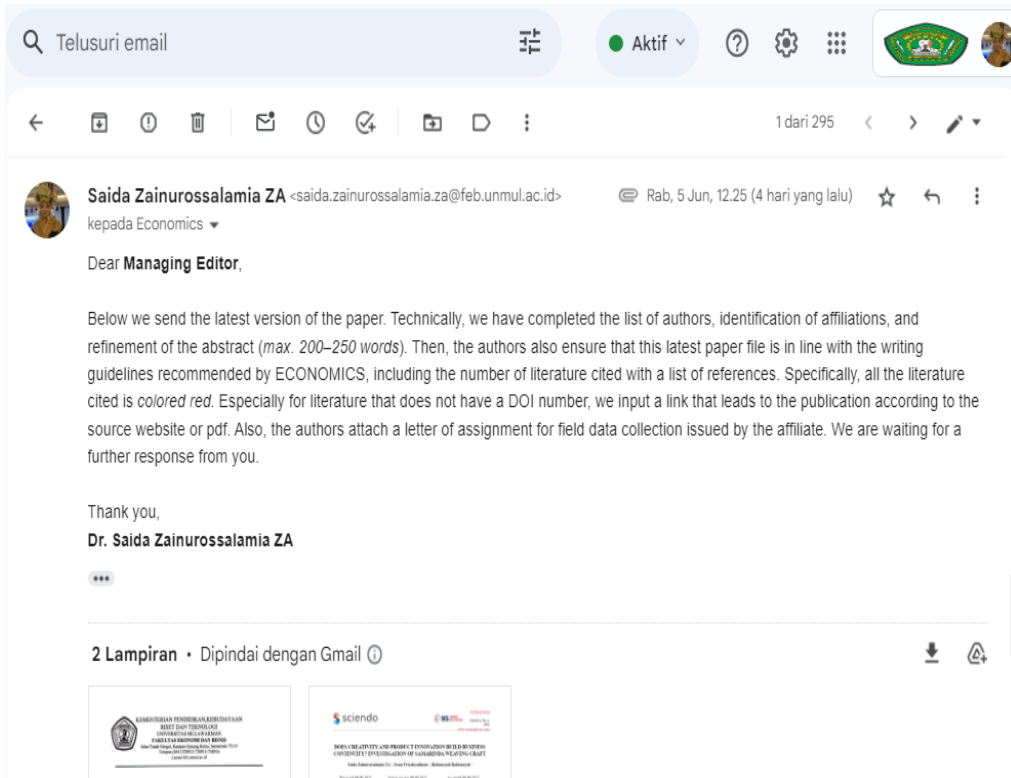 Telusuri email
Aktif
1 dari 295
Saida Zainurossalamia ZA <saida.zainurossalamia.za@feb.unmul.ac.id>
Rab, 5 Jun, 12.25 (4 hari yang lalu)
kepada Economics
Dear Managing Editor,
Below we send the latest version of the paper. Technically, we have completed the list of authors, identification of affiliations, and
refinement of the abstract (max. 200–250 words). Then, the authors also ensure that this latest paper file is in line with the writing
guidelines recommended by ECONOMICS, including the number of literature cited with a list of references. Specifically, all the literature
cited is colored red. Especially for literature that does not have a DOI number, we input a link that leads to the publication according to the
source website or pdf. Also, the authors attach a letter of assignment for field data collection issued by the affiliate. We are waiting for a
further response from you.
Thank you,
Dr. Saida Zainurossalamia ZA
2 Lampiran • Dipindai dengan Gmail
KEMENTERIAN PENDIDIKAN, KEBUDAYAAN
RISET DAN TEKNOLOGI
UNIVERSITAS MULAWARMAN
FAKULTAS EKONOMI DAN BISNIS
sciendo
DOES CREATIVITY AND PRODUCT INNOVATION BUILD BUSINESS
CONTINUITY? INVESTIGATION OF SAMARINDA WEAVING CRAFT